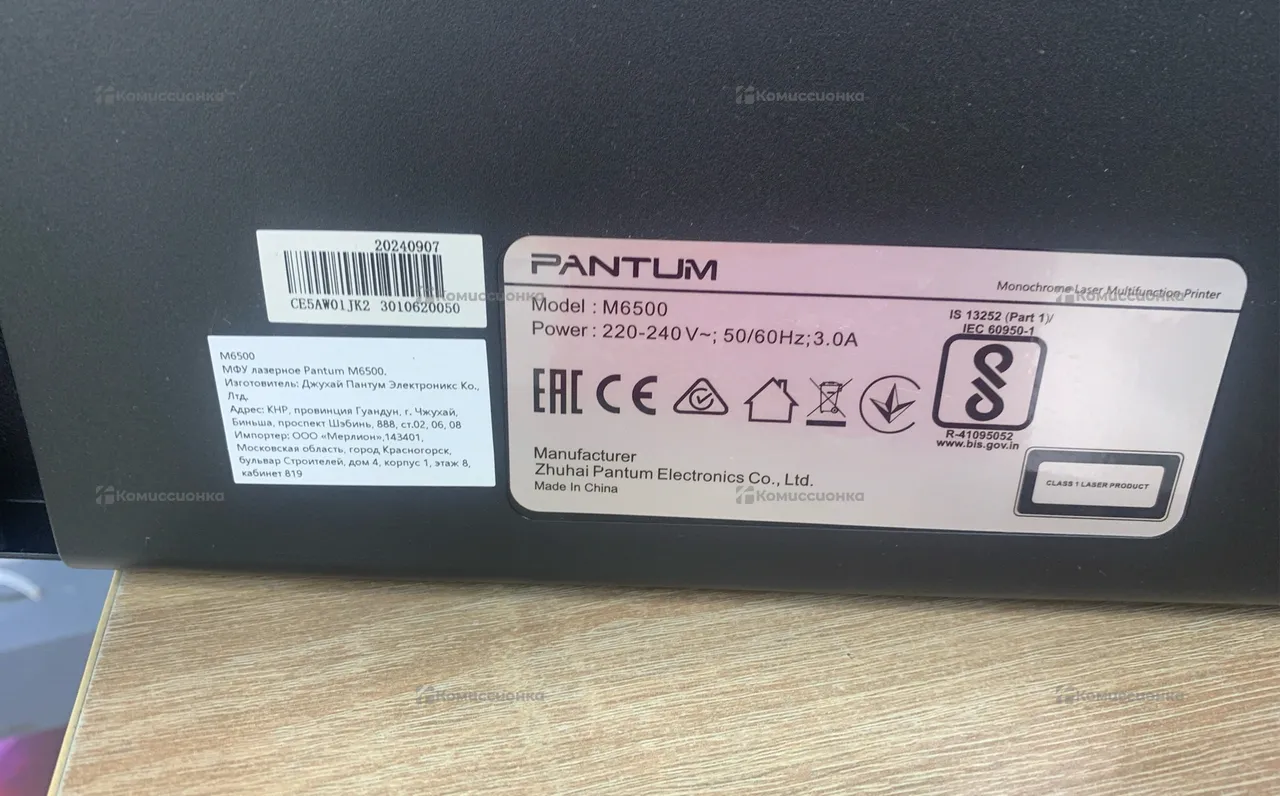 20240907
CE5AW01JK2 3010620050
M6500
МФУ лазерное Pantum M6500,
Изготовитель: Джухай Пантум Электроникс Ко.,
Лтд.
Адрес: КНР, провинция Гуандун, г. Чжухай,
Биньша, проспект Шэбинь, 888, ст.02, 06, 08
Импортер: ООО «Мерлион»,143401,
Московская область, город Красногорск,
бульвар Строителей, дом 4, корпус 1, этаж 8,
кабинет 819
PANTUM
Monochrome Laser Multifunction Printer
Model : M6500
Power : 220-240V~; 50/60Hz;3.0A
IS 13252 (Part 1)/
IEC 60950-1
EAC CE
R-41095052
www.bis.gov.in
Manufacturer
Zhuhai Pantum Electronics Co., Ltd.
Made In China
CLASS 1 LASER PRODUCT
Комиссионка
Комиссионка
Комиссионка
Комиссионка
Комиссионка
Комиссионка
Комиссионка
Комиссионка